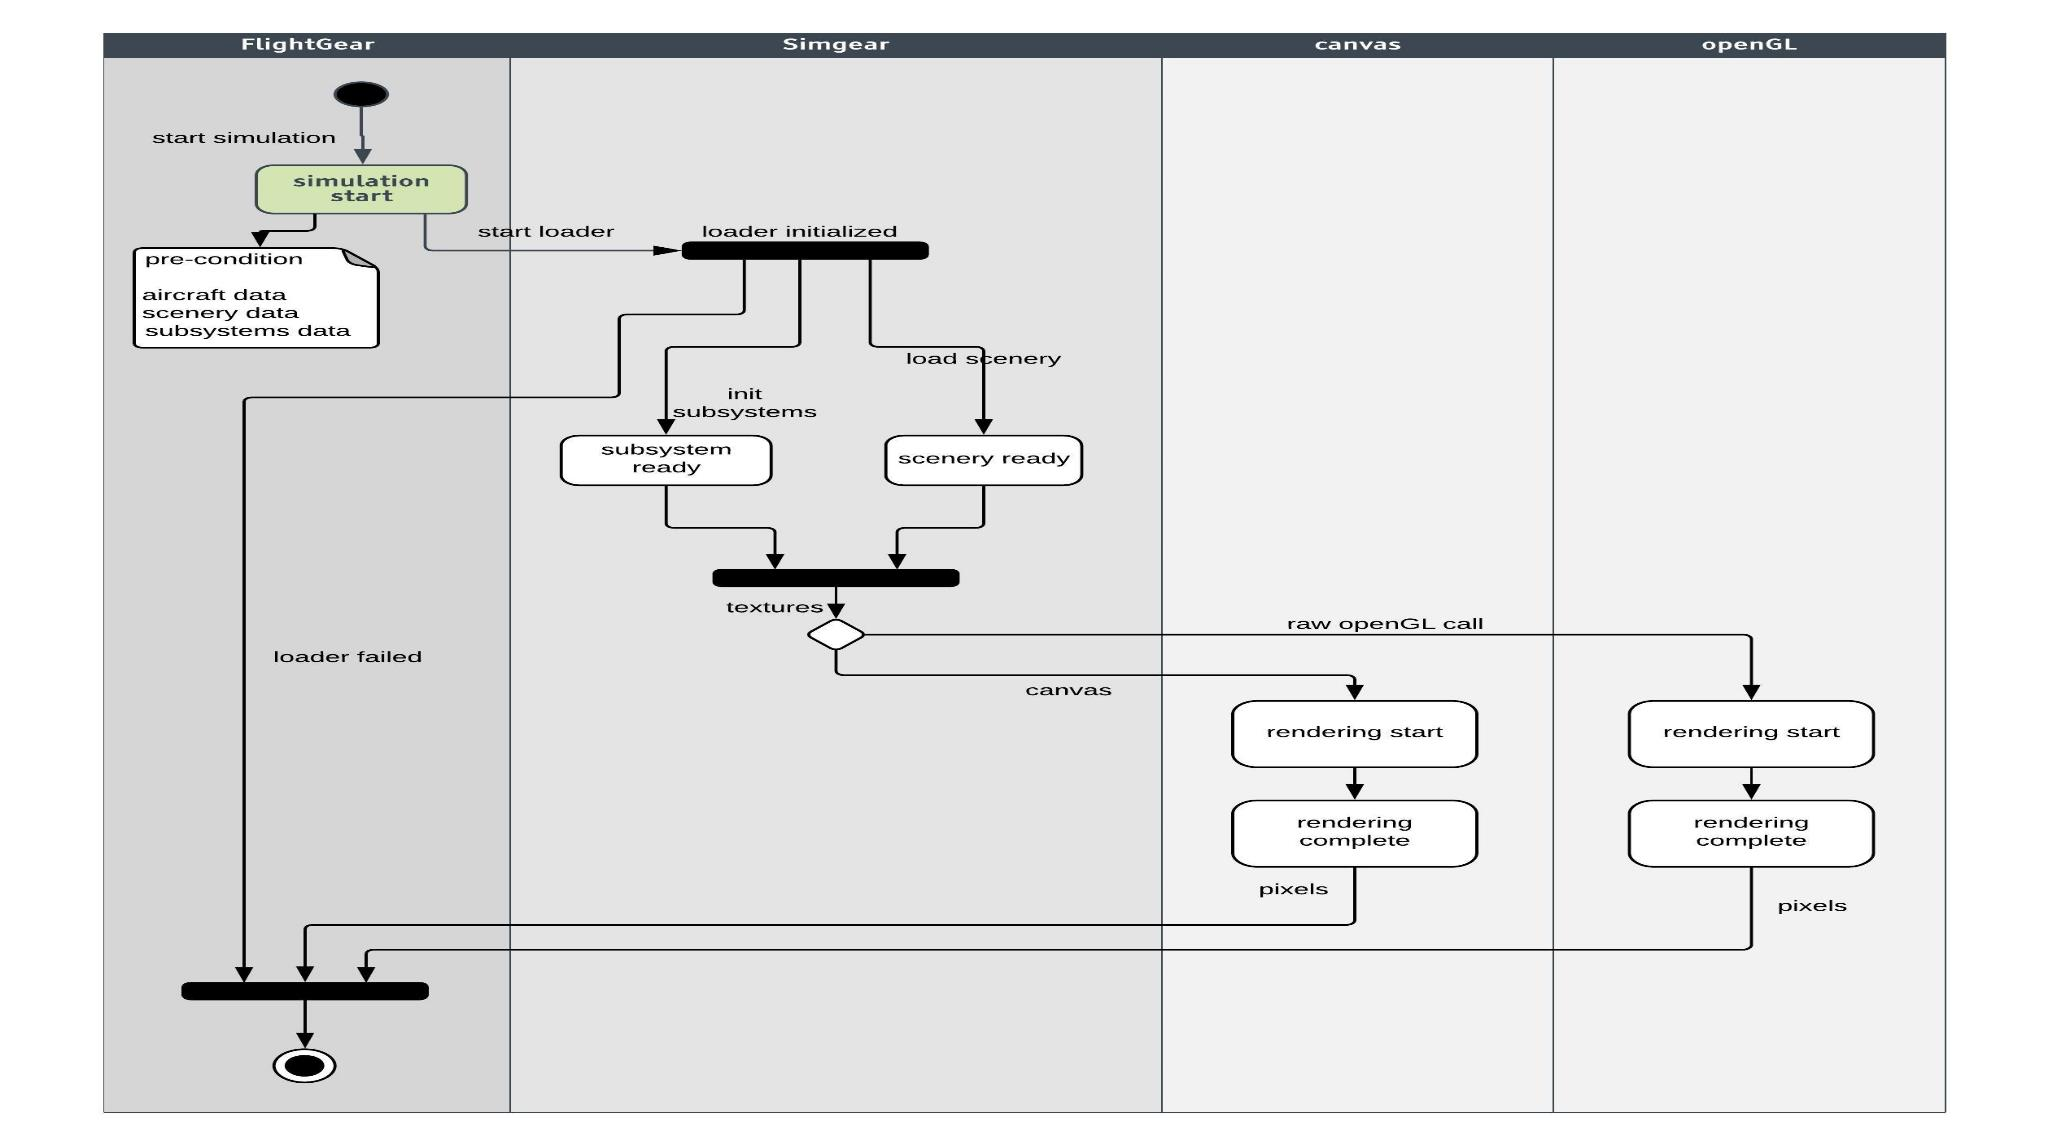 FlightGear
Simgear
canvas
openGL
start simulation
simulation
start
start loader
loader initialized
pre-condition
aircraft data
scenery data
subsystems data
load scenery
init
subsystems
subsystem
ready
scenery ready
textures
raw openGL call
loader failed
canvas
rendering start
rendering start
rendering
complete
rendering
complete
pixels
pixels